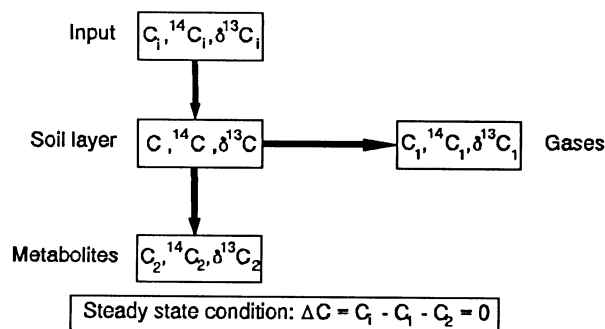 Input
Cᵢ, ¹⁴Cᵢ, δ¹³Cᵢ
Soil layer
C, ¹⁴C, δ¹³C
C₁, ¹⁴C₁, δ¹³C₁
Gases
Metabolites
C₂, ¹⁴C₂, δ¹³C₂
Steady state condition: ΔC = Cᵢ - C₁ - C₂ = 0